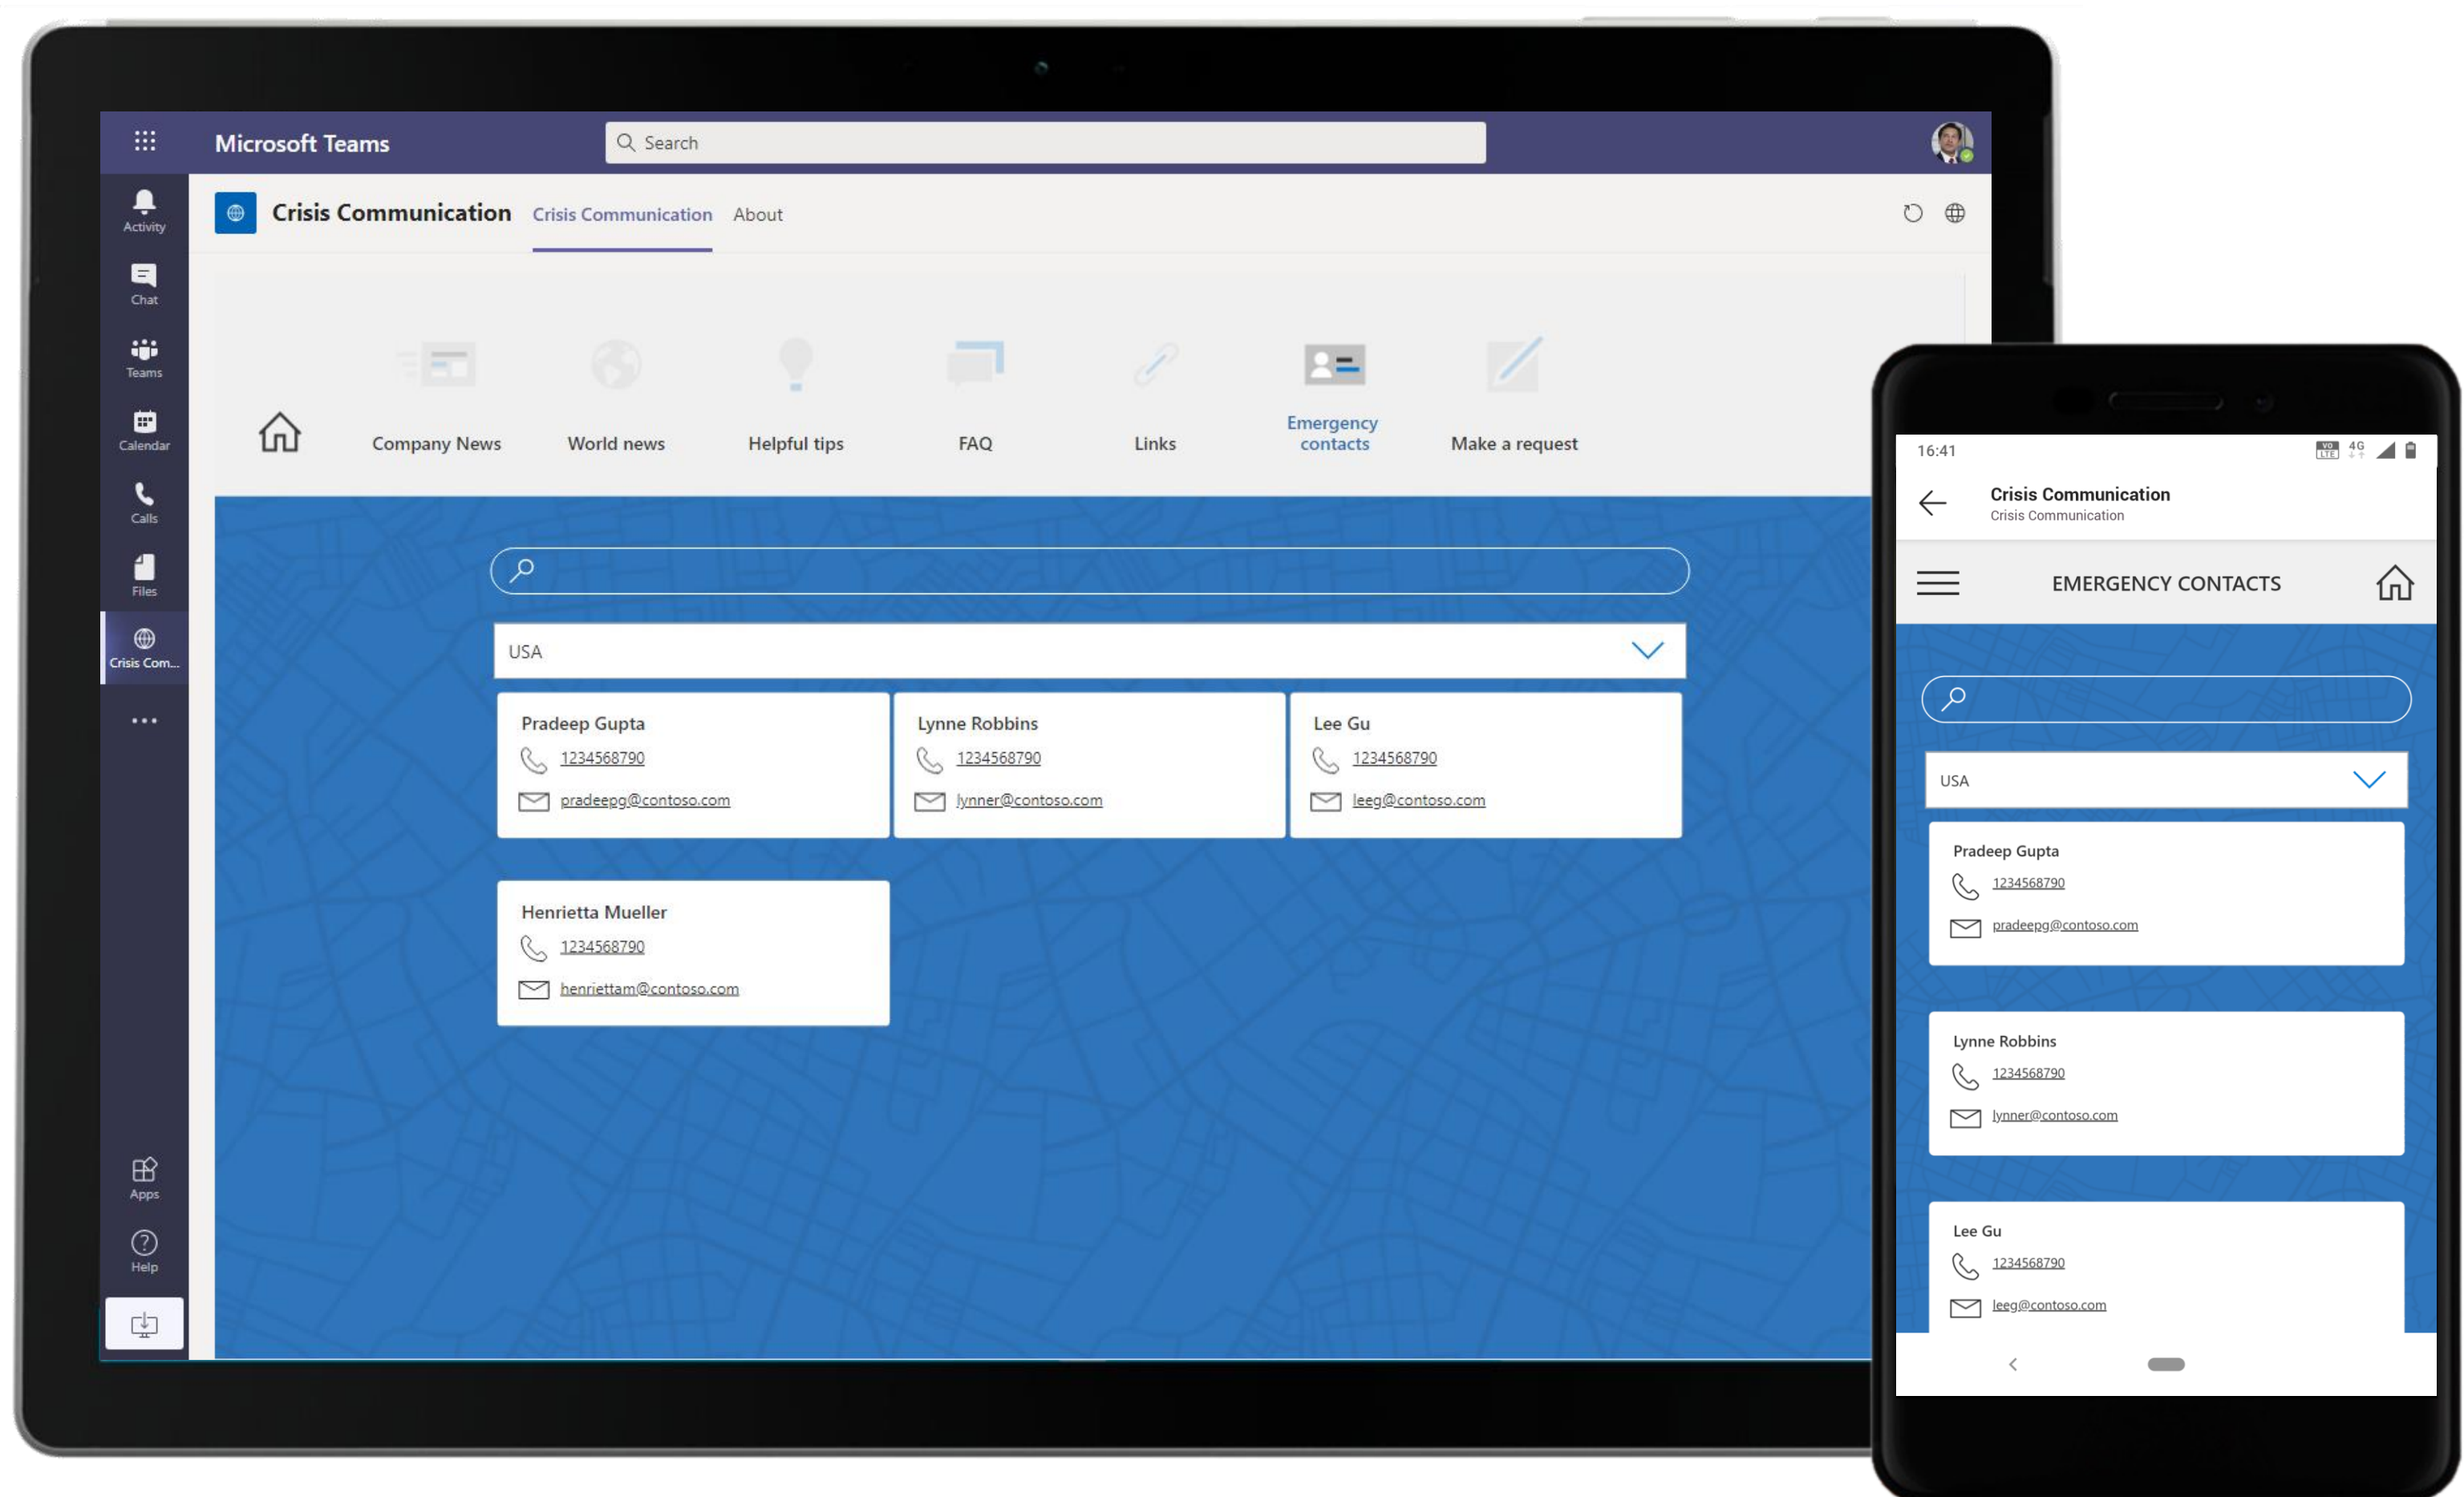 Microsoft Teams
Search
Activity
Chat
Teams
Calendar
Calls
Files
Crisis Com...
Apps
Help
Crisis Communication Crisis Communication About
Company News World news Helpful tips FAQ Links Emergency contacts Make a request
USA
Pradeep Gupta
1234568790
pradeepg@contoso.com
Lynne Robbins
1234568790
lynner@contoso.com
Lee Gu
1234568790
leeg@contoso.com
Henrietta Mueller
1234568790
henriettam@contoso.com
16:41 VO LTE 4G
Crisis Communication
Crisis Communication
EMERGENCY CONTACTS
USA
Pradeep Gupta
1234568790
pradeepg@contoso.com
Lynne Robbins
1234568790
lynner@contoso.com
Lee Gu
1234568790
leeg@contoso.com